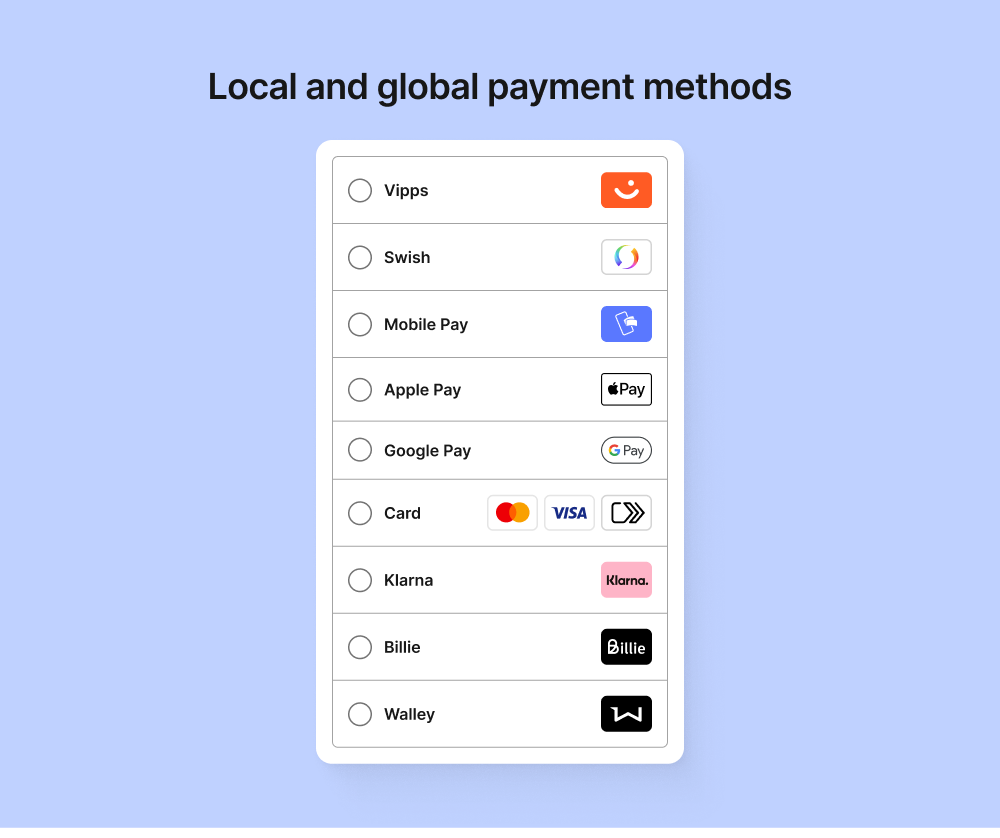 Local and global payment methods
Vipps
Swish
Mobile Pay
Apple Pay
Pay
Google Pay
G Pay
Card
VISA
Klarna
Klarna.
Billie
Billie
Walley